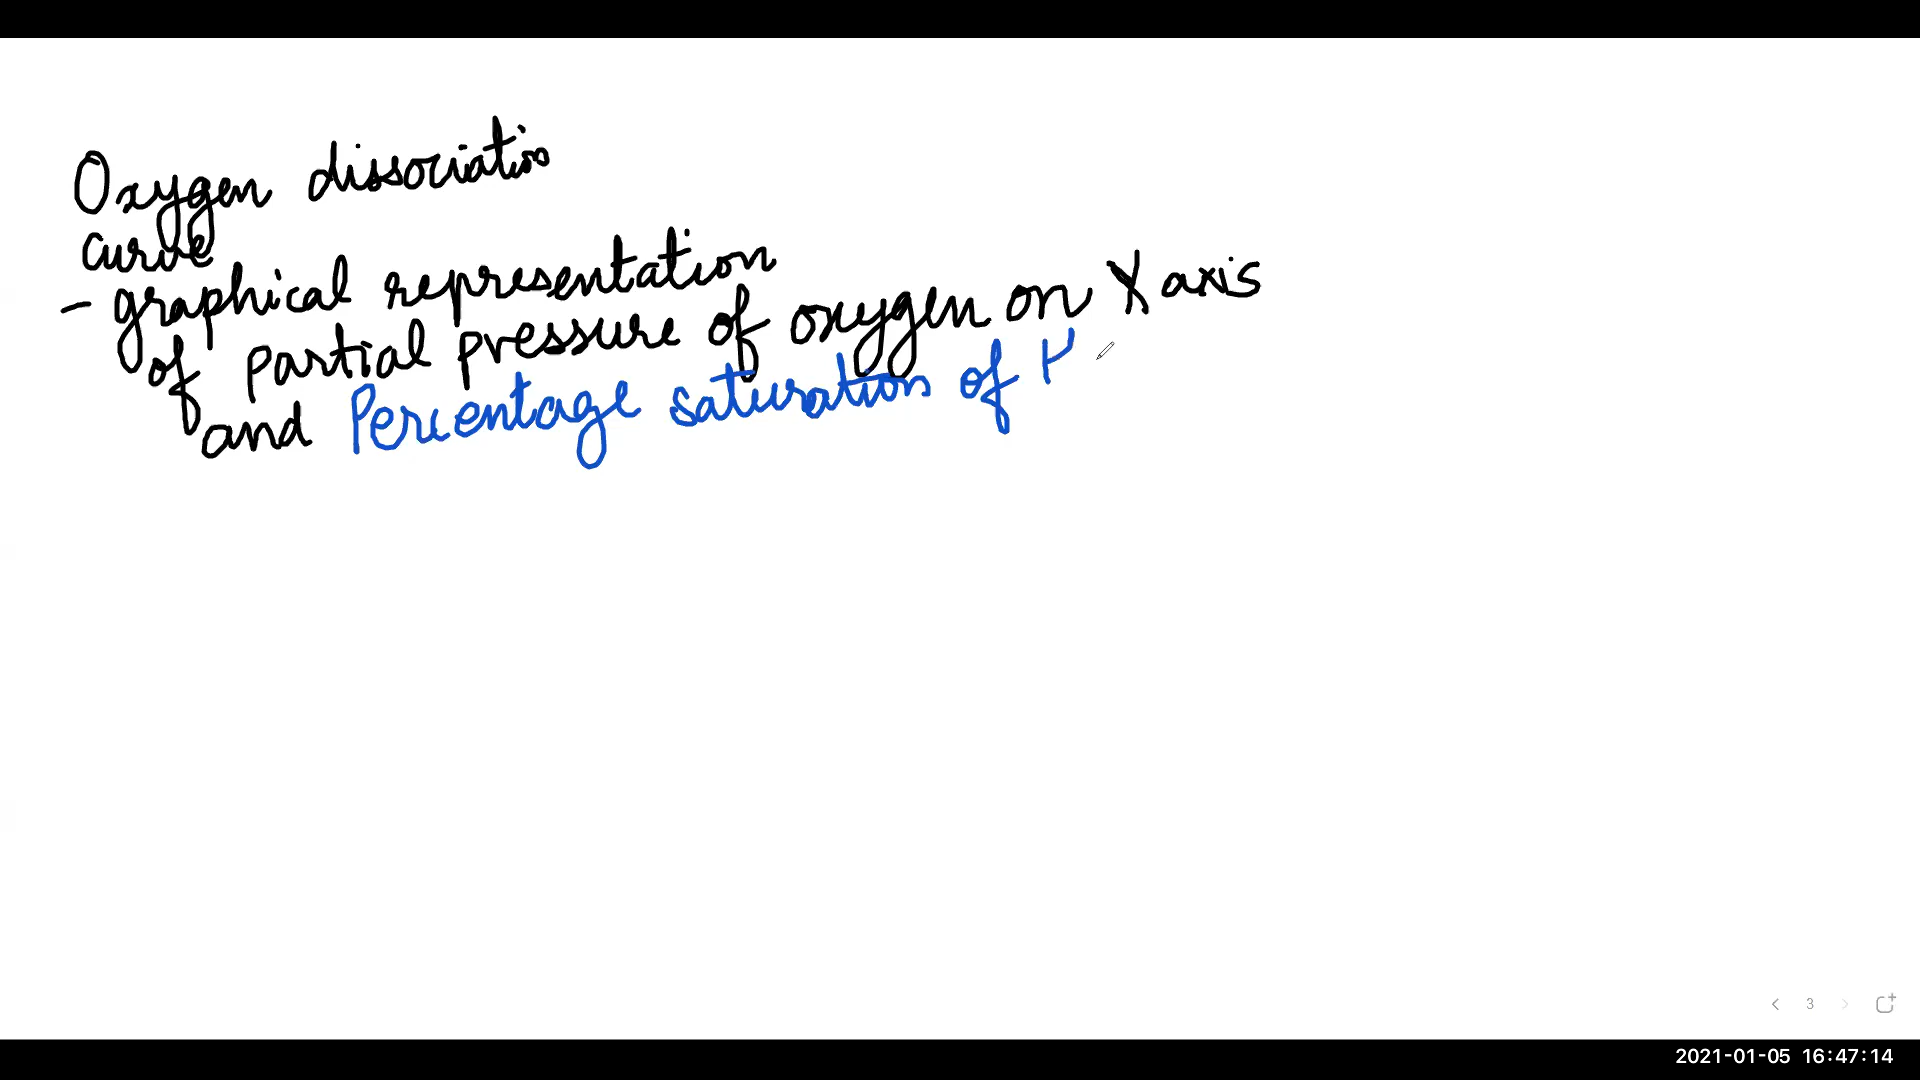 Oxygen dissociation
curve
- graphical representation
of partial pressure of oxygen on X axis
and Percentage saturation of H
3
2021-01-05 16:47:14